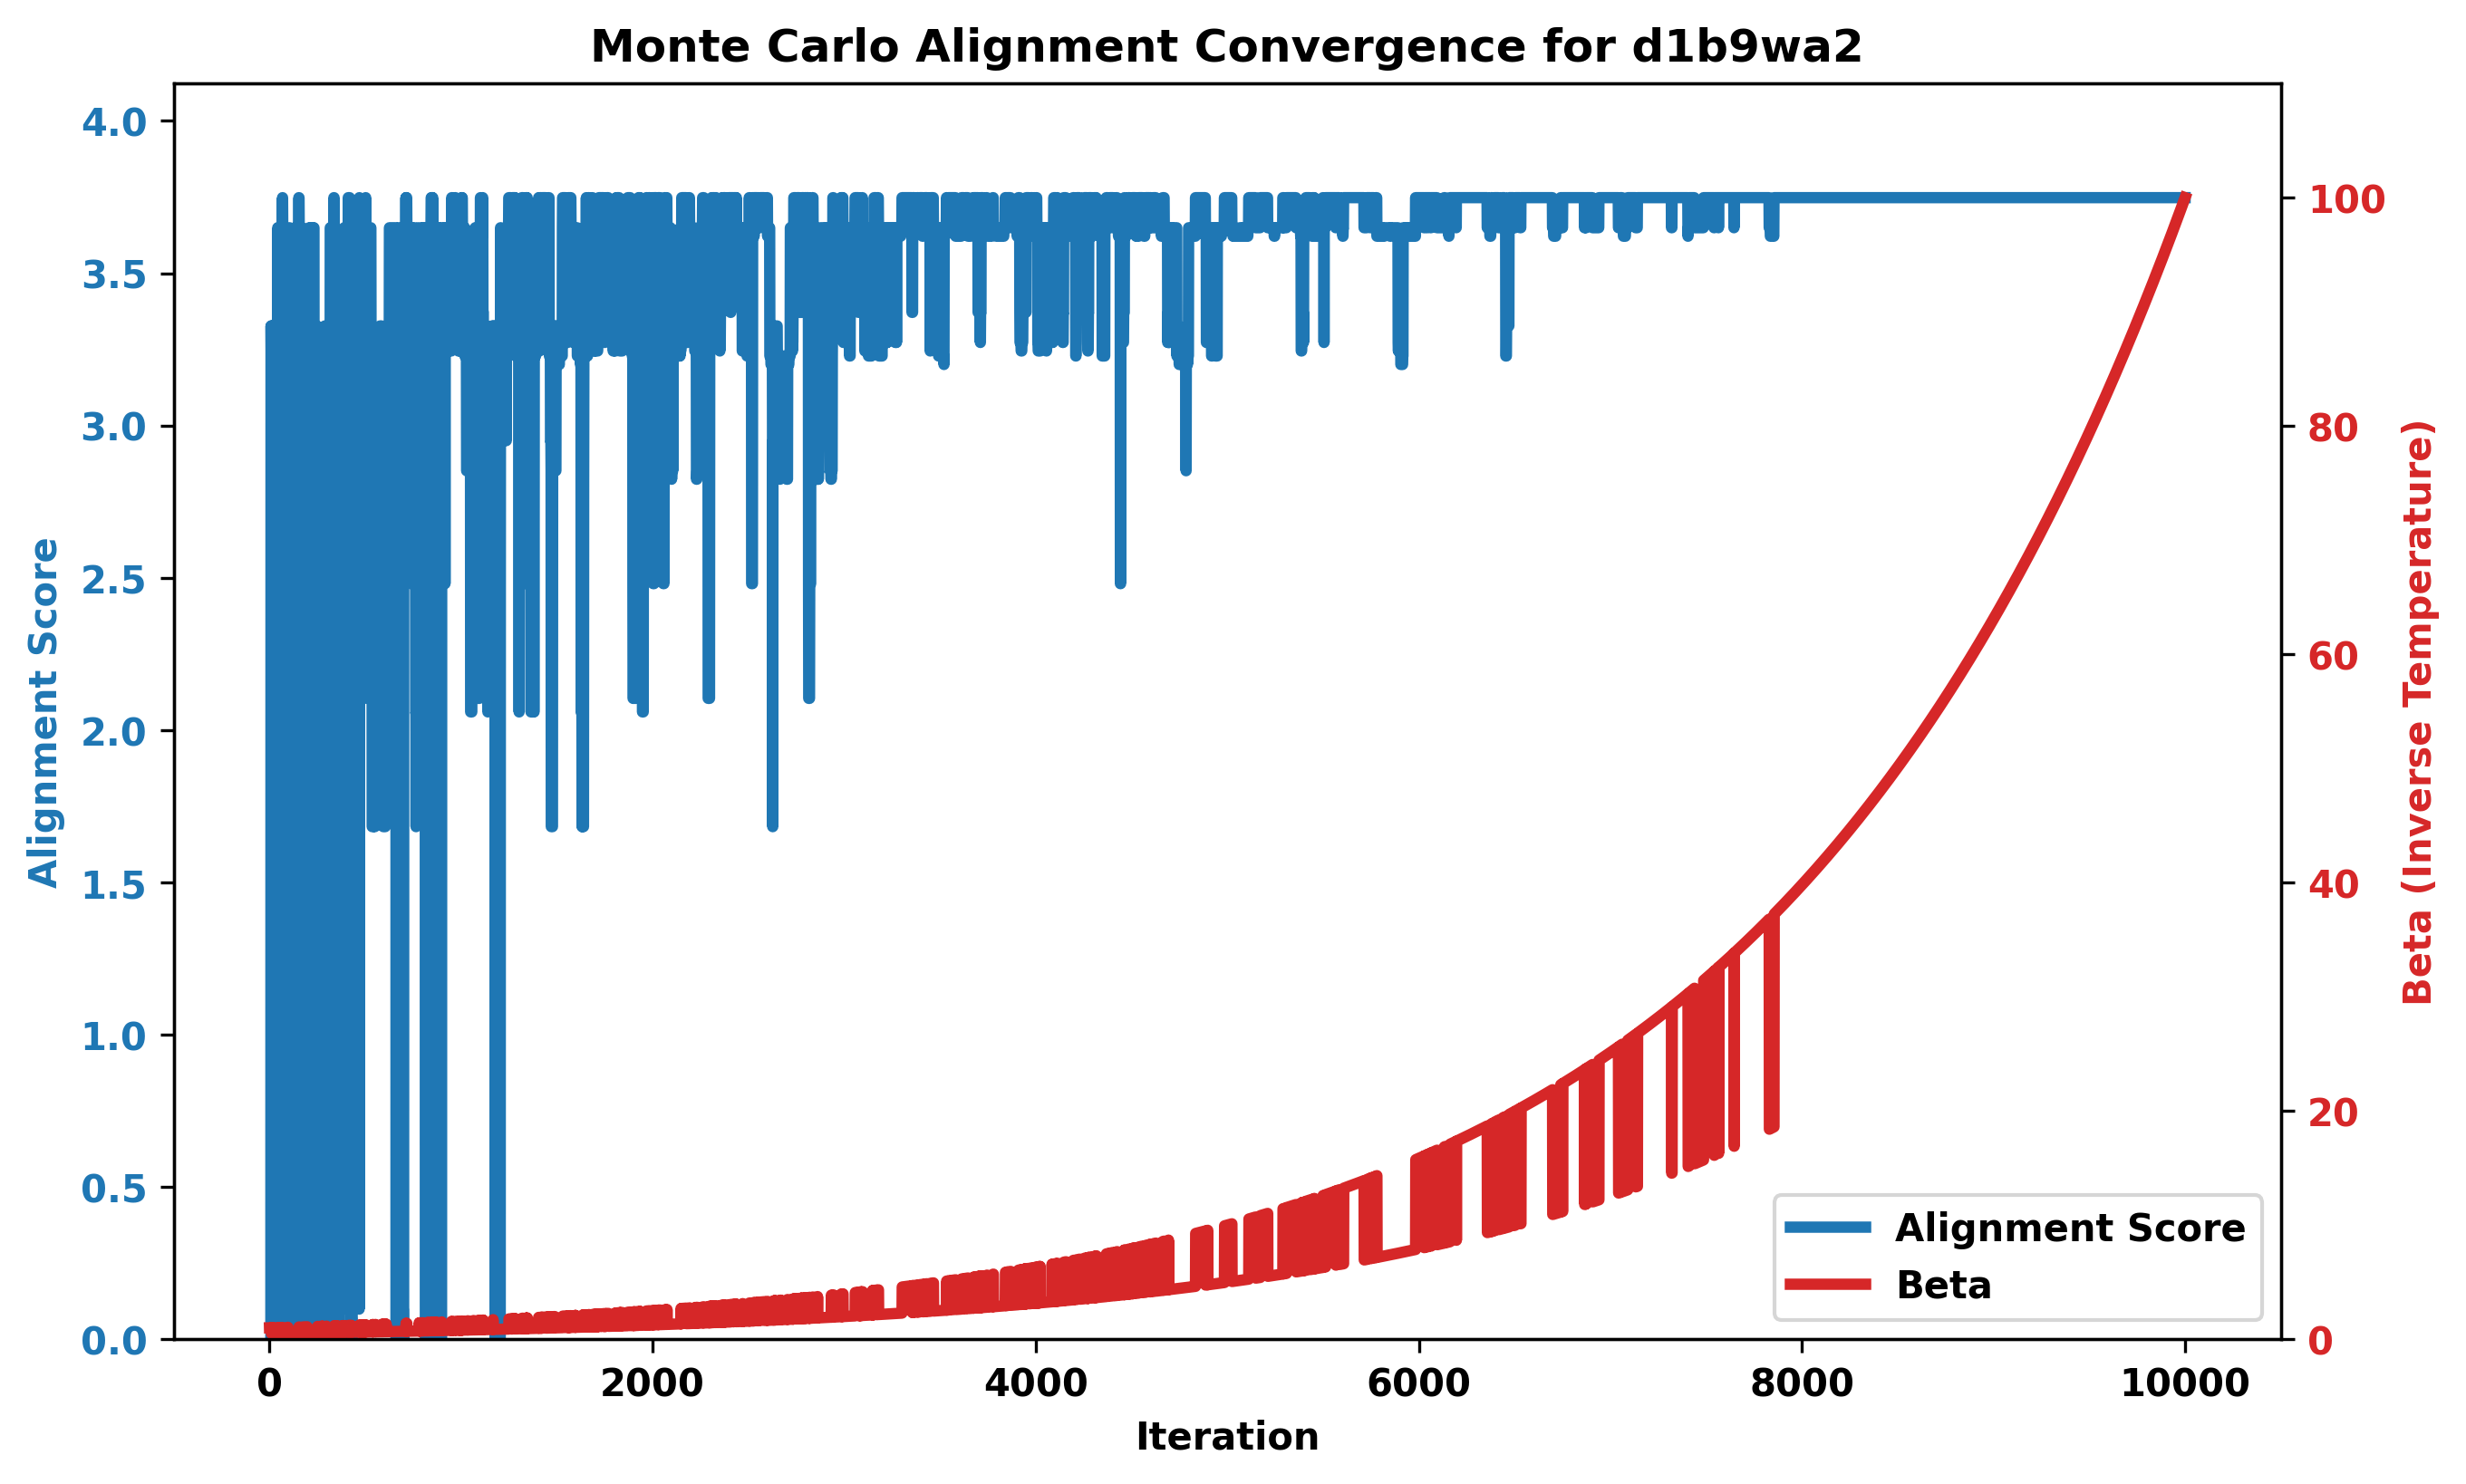 Monte Carlo Alignment Convergence for d1b9wa2
Alignment Score
4.0
3.5
3.0
2.5
2.0
1.5
1.0
0.5
0.0
100
80
60
40
20
0
Beta (Inverse Temperature)
Alignment Score
Beta
0 2000 4000 6000 8000 10000
Iteration